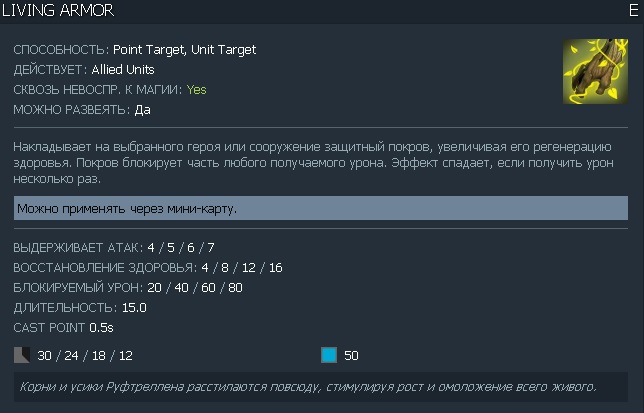 LIVING ARMOR E
СПОСОБНОСТЬ: Point Target, Unit Target
ДЕЙСТВУЕТ: Allied Units
СКВОЗЬ НЕВОСПР. К МАГИИ: Yes
МОЖНО РАЗВЕЯТЬ: Да
Накладывает на выбранного героя или сооружение защитный покров, увеличивая его регенерацию
здоровья. Покров блокирует часть любого получаемого урона. Эффект спадает, если получить урон
несколько раз.
Можно применять через мини-карту.
ВЫДЕРЖИВАЕТ АТАК: 4 / 5 / 6 / 7
ВОССТАНОВЛЕНИЕ ЗДОРОВЬЯ: 4 / 8 / 12 / 16
БЛОКИРУЕМЫЙ УРОН: 20 / 40 / 60 / 80
ДЛИТЕЛЬНОСТЬ: 15.0
CAST POINT 0.5s
30 / 24 / 18 / 12 50
Корни и усики Руфтреллена расстилаются повсюду, стимулируя рост и омоложение всего живого.